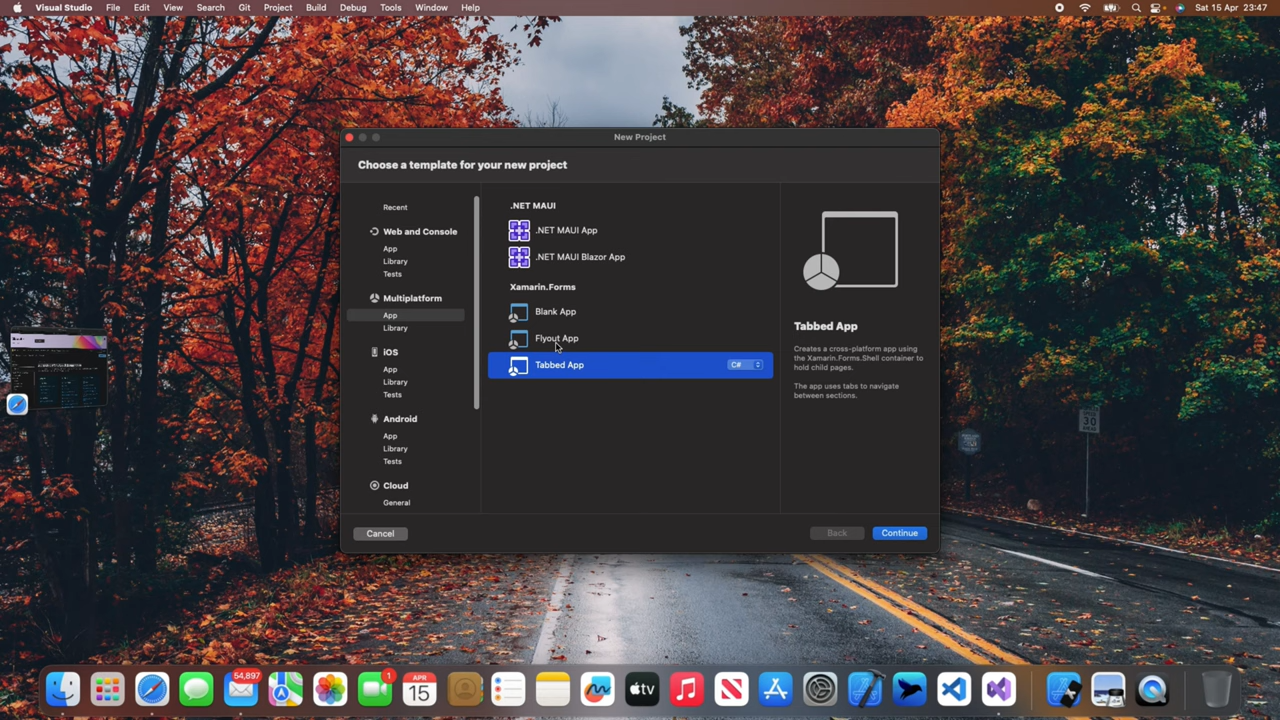 Visual Studio File Edit View Search Git Project Build Debug Tools Window Help Sat 15 Apr 23:47
New Project
Choose a template for your new project
Recent
Web and Console
App
Library
Tests
Multiplatform
App
Library
iOS
App
Library
Tests
Android
App
Library
Tests
Cloud
General
.NET MAUI
.NET MAUI App
.NET MAUI Blazor App
Xamarin.Forms
Blank App
Flyout App
Tabbed App C#
Tabbed App
Creates a cross-platform app using
the Xamarin.Forms.Shell container to
hold child pages.
The app uses tabs to navigate
between sections.
Cancel Back Continue
30
54,897
1
APR
15
tv